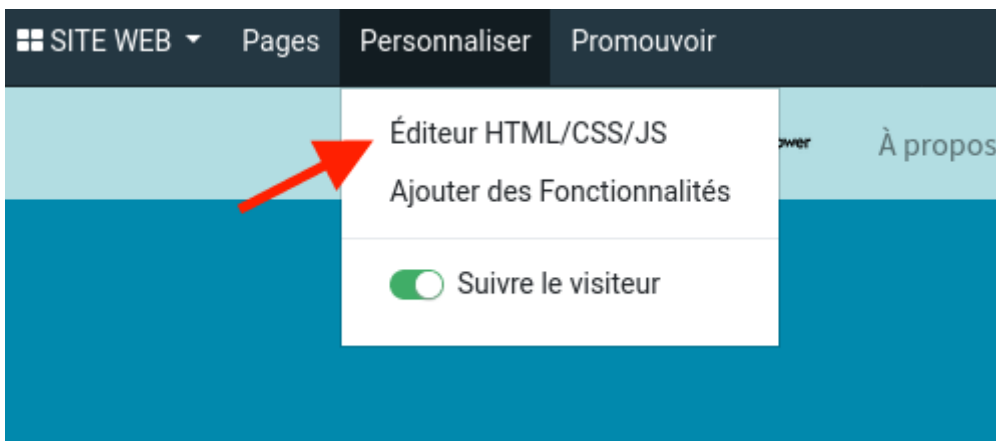 SITE WEB Pages Personnaliser Promouvoir
Éditeur HTML/CSS/JS
À propos
Ajouter des Fonctionnalités
Suivre le visiteur